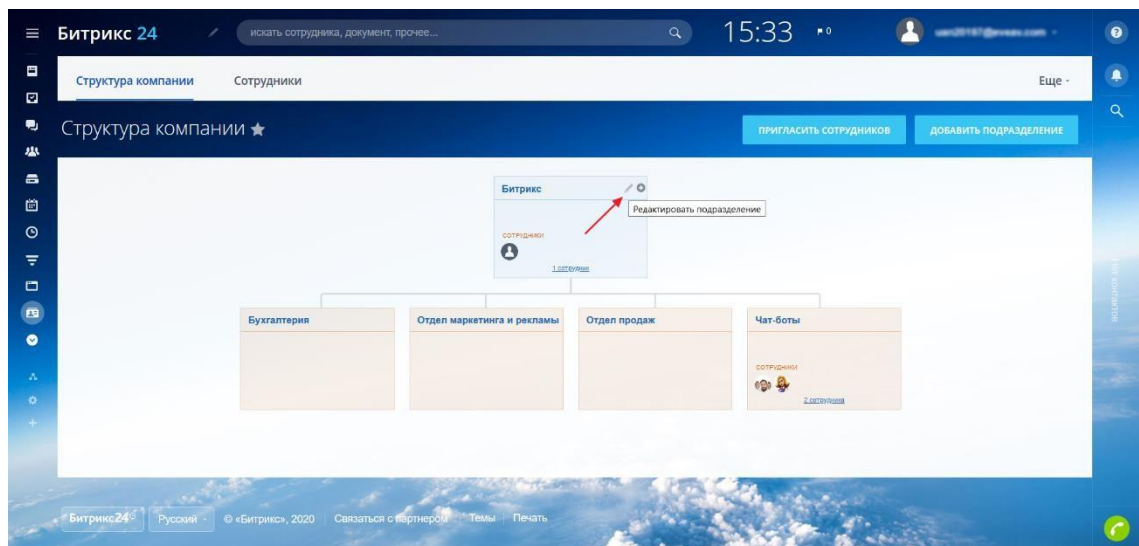 Битрикс 24
искать сотрудника, документ, прочее...
15:33
0
Структура компании
Сотрудники
Еще
Структура компании
ПРИГЛАСИТЬ СОТРУДНИКОВ
ДОБАВИТЬ ПОДРАЗДЕЛЕНИЕ
Битрикс
Редактировать подразделение
СОТРУДНИКИ
1 сотрудник
Бухгалтерия
Отдел маркетинга и рекламы
Отдел продаж
Чат-боты
СОТРУДНИКИ
2 сотрудника
Битрикс24
Русский
© «Битрикс», 2020
Связаться с партнером
Темы
Печать